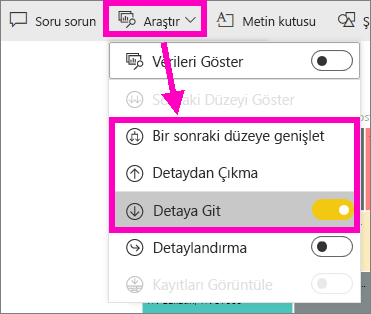 Soru sorun Araştır Metin kutusu Ş
Verileri Göster
Sonraki Düzeyi Göster
Bir sonraki düzeye genişlet
Detaydan Çıkma
Detaya Git
Detaylandırma
Kayıtları Görüntüle